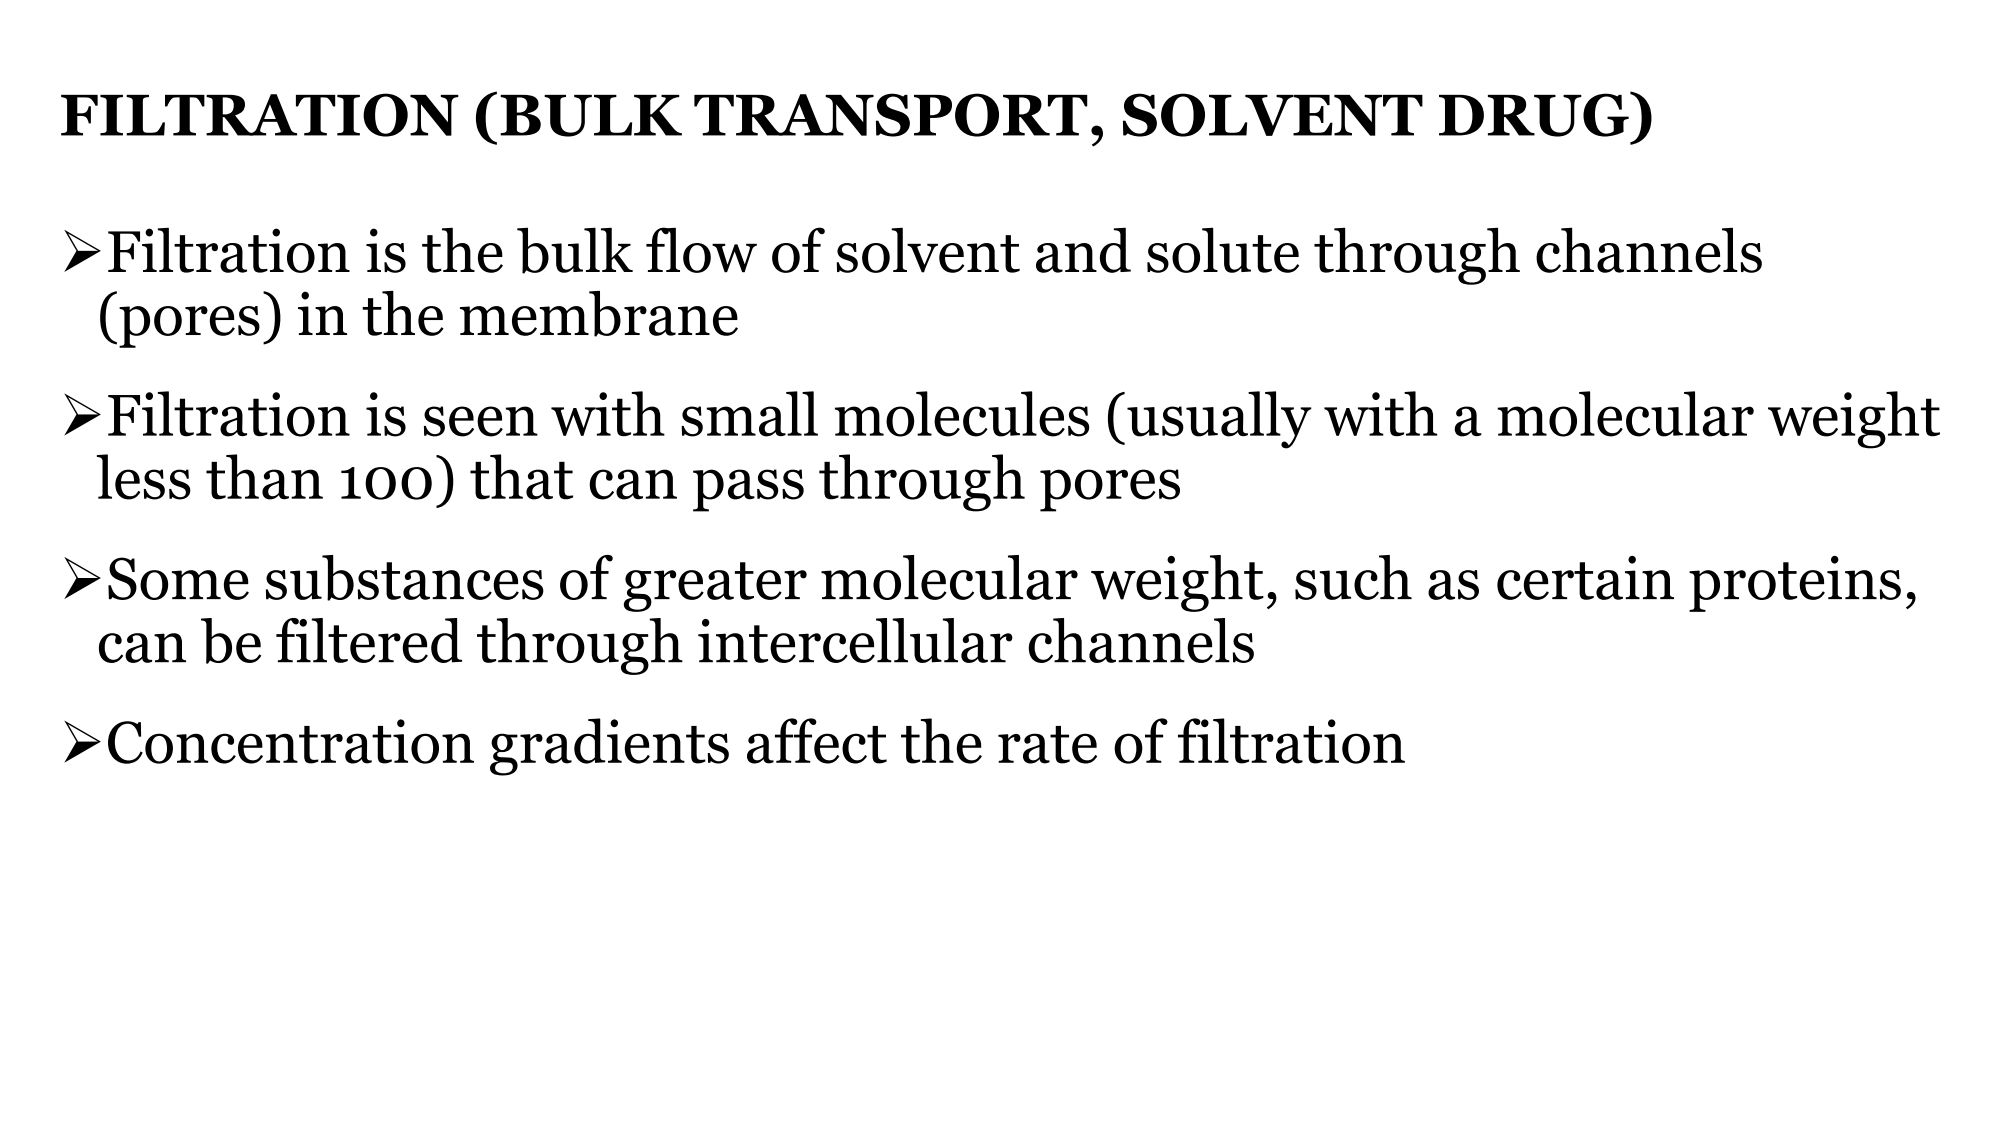 FILTRATION (BULK TRANSPORT, SOLVENT DRUG)
➢Filtration is the bulk flow of solvent and solute through channels
(pores) in the membrane
➢Filtration is seen with small molecules (usually with a molecular weight
less than 100) that can pass through pores
➢Some substances of greater molecular weight, such as certain proteins,
can be filtered through intercellular channels
➢Concentration gradients affect the rate of filtration